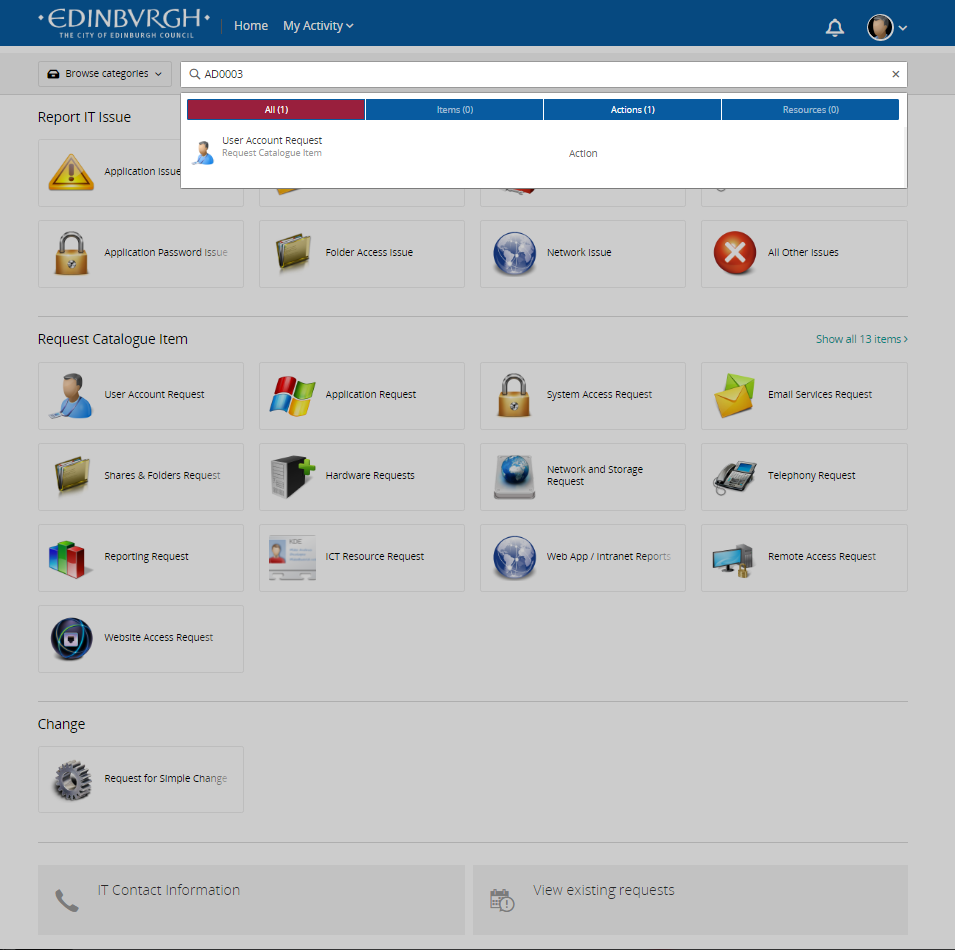 EDINBVRGH
THE CITY OF EDINBURGH COUNCIL
Home
My Activity
Browse categories
AD0003
All (1)
Items (0)
Actions (1)
Resources (0)
User Account Request
Request Catalogue Item
Action
Report IT Issue
Application Issue
Application Password Issue
Folder Access Issue
Network Issue
All Other Issues
Request Catalogue Item
Show all 13 items
User Account Request
Application Request
System Access Request
Email Services Request
Shares & Folders Request
Hardware Requests
Network and Storage
Request
Telephony Request
Reporting Request
KDE
ICT Resource Request
Web App / Intranet Reports
Remote Access Request
Website Access Request
Change
Request for Simple Change
IT Contact Information
View existing requests